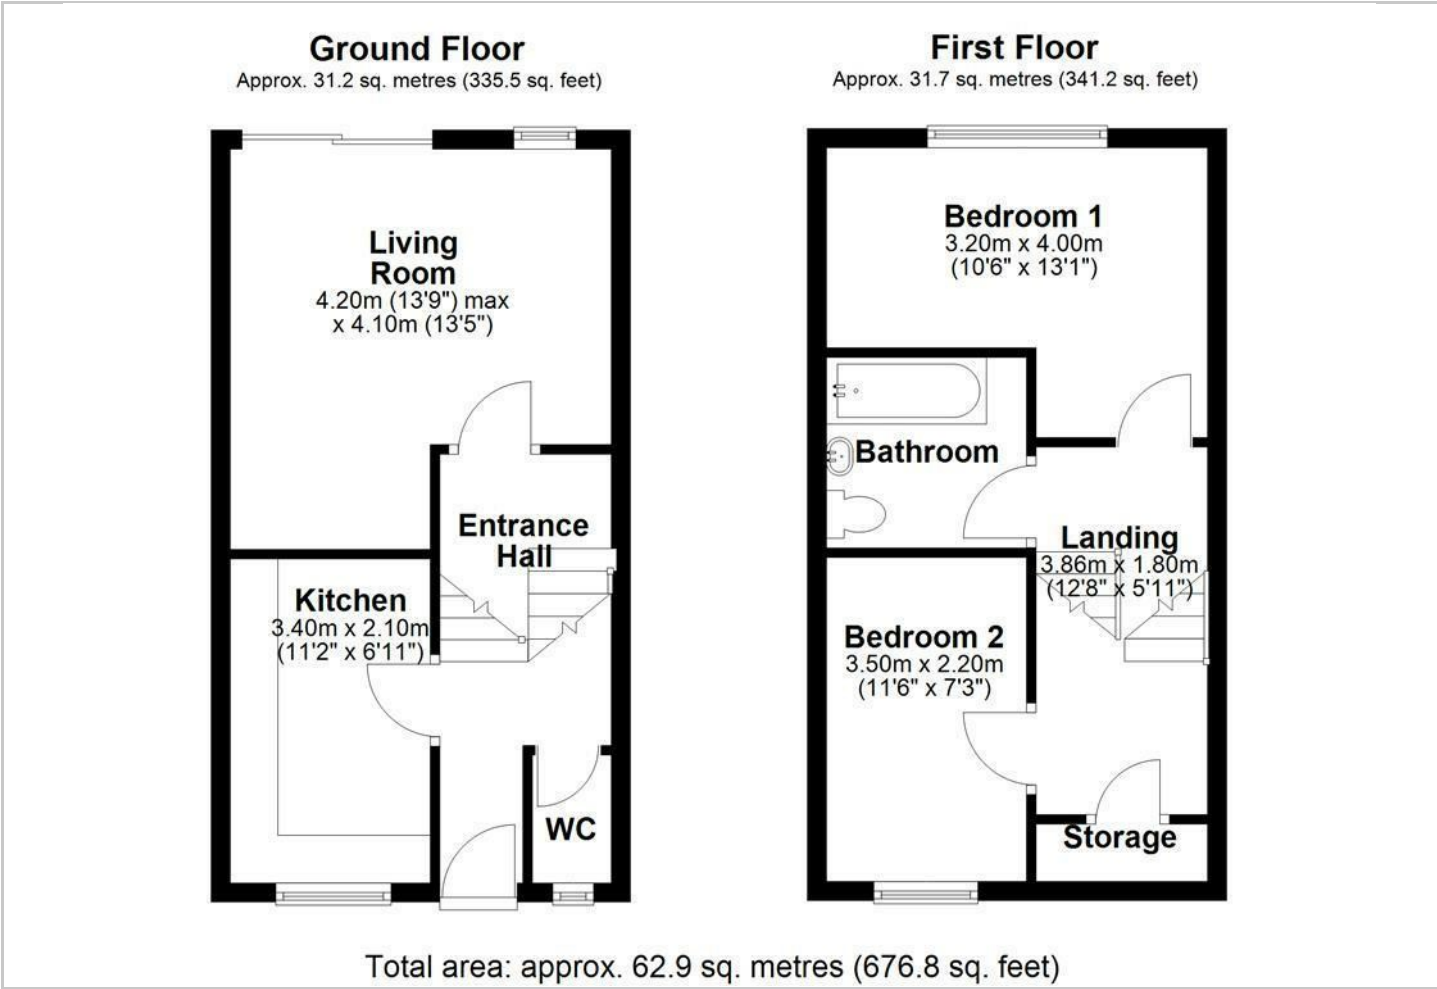 Ground Floor
Approx. 31.2 sq. metres (335.5 sq. feet)
Living
Room
4.20m (13'9") max
x 4.10m (13'5")
Entrance
Hall
Kitchen
3.40m x 2.10m
(11'2" x 6'11")
WC
First Floor
Approx. 31.7 sq. metres (341.2 sq. feet)
Bedroom 1
3.20m x 4.00m
(10'6" x 13'1")
Bathroom
Landing
3.86m x 1.80m
(12'8" x 5'11")
Bedroom 2
3.50m x 2.20m
(11'6" x 7'3")
Storage
Total area: approx. 62.9 sq. metres (676.8 sq. feet)